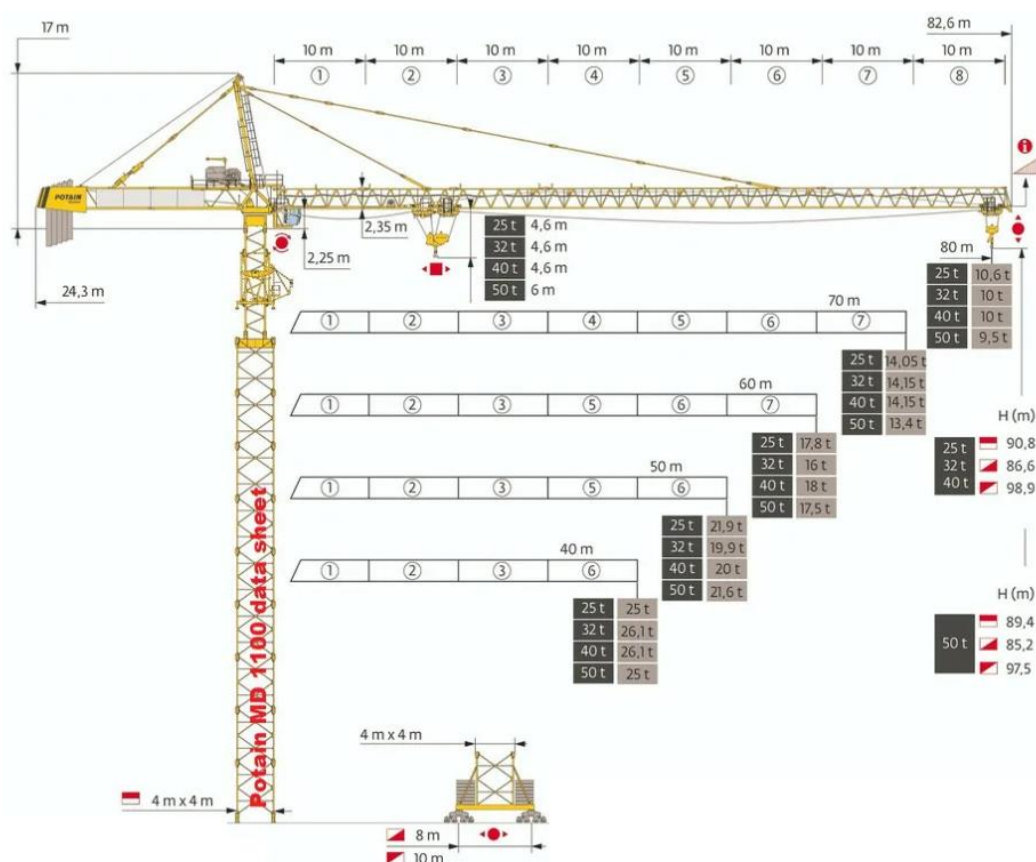 17 m
82,6 m
10 m 10 m 10 m 10 m 10 m 10 m 10 m 10 m
① ② ③ ④ ⑤ ⑥ ⑦ ⑧
POTAIN
2,35 m
2,25 m
24,3 m
25 t 4,6 m
32 t 4,6 m
40 t 4,6 m
50 t 6 m
80 m
25 t 10,6 t
32 t 10 t
40 t 10 t
50 t 9,5 t
70 m
① ② ③ ④ ⑤ ⑥ ⑦
25 t 14,05 t
32 t 14,15 t
40 t 14,15 t
50 t 13,4 t
60 m
① ② ③ ⑤ ⑥ ⑦
25 t 17,8 t
32 t 16 t
40 t 18 t
50 t 17,5 t
50 m
① ② ③ ⑤ ⑥
25 t 21,9 t
32 t 19,9 t
40 t 20 t
50 t 21,6 t
40 m
① ② ③ ⑥
25 t 25 t
32 t 26,1 t
40 t 26,1 t
50 t 25 t
H (m)
25 t 90,8
32 t 86,6
40 t 98,9
H (m)
89,4
50 t 85,2
97,5
Potain MD 1100 data sheet
4 m x 4 m
4 m x 4 m
8 m
10 m